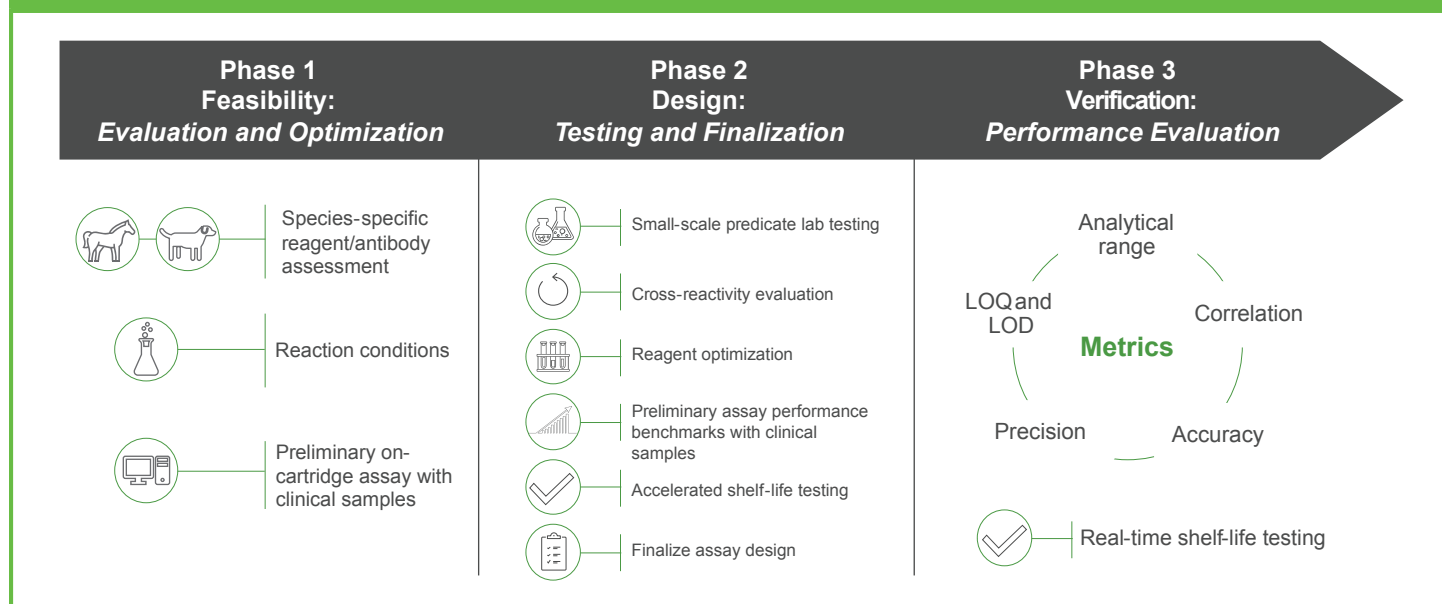 Phase 1
Feasibility:
Evaluation and Optimization
Species-specific
reagent/antibody
assessment
Reaction conditions
Preliminary on-
cartridge assay with
clinical samples
Phase 2
Design:
Testing and Finalization
Small-scale predicate lab testing
Cross-reactivity evaluation
Reagent optimization
Preliminary assay performance
benchmarks with clinical
samples
Accelerated shelf-life testing
Finalize assay design
Phase 3
Verification:
Performance Evaluation
Analytical
range
LOQ and
LOD
Correlation
Metrics
Precision
Accuracy
Real-time shelf-life testing